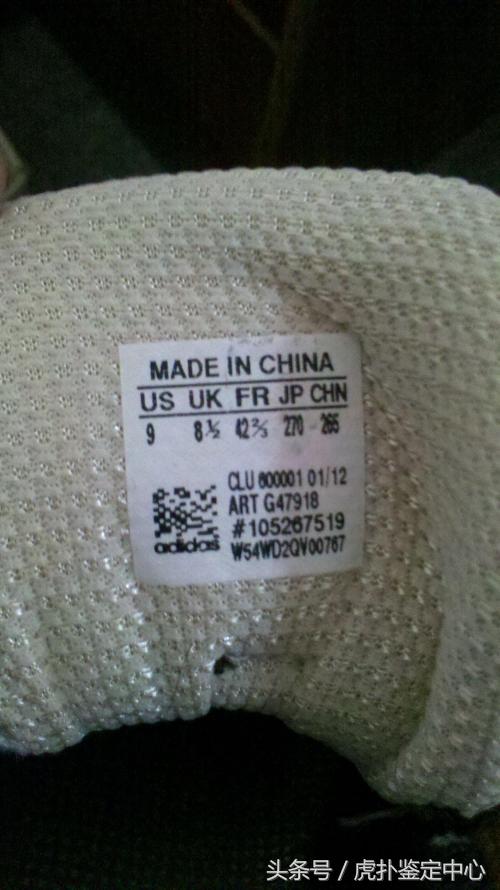 MADE IN CHINA
US UK FR JP CHN
9 8½ 42⅔ 270 265
CLU 600001 01/12
ART G47918
#105267519
adidas W54WD2QV00767
头条号 / 虎扑鉴定中心